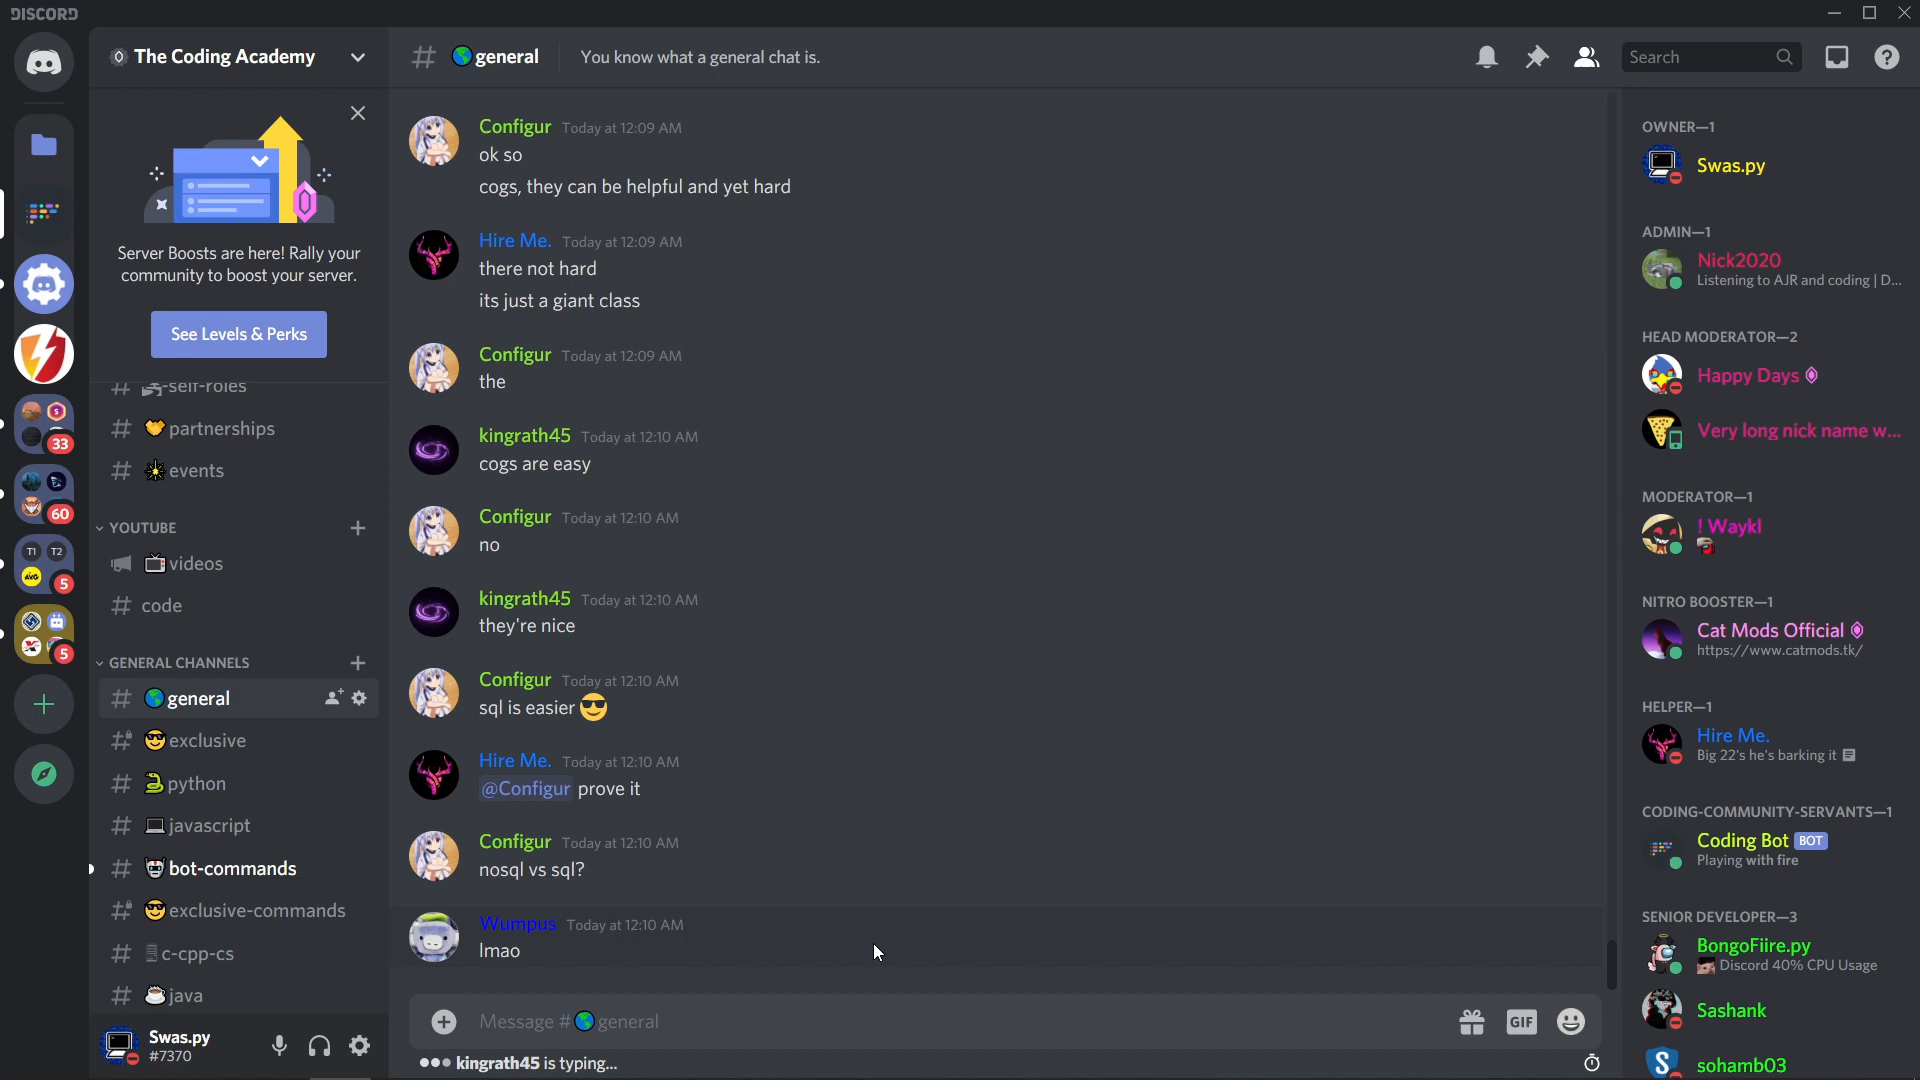 DISCORD
The Coding Academy
Server Boosts are here! Rally your
community to boost your server.
See Levels & Perks
-self-roles
partnerships
events
YOUTUBE
videos
code
GENERAL CHANNELS
general
exclusive
python
javascript
bot-commands
exclusive-commands
c-cpp-cs
java
33
60
T1 T2
AVG
5
5
Swas.py
#7370
# general
You know what a general chat is.
Search
Configur Today at 12:09 AM
ok so
cogs, they can be helpful and yet hard
Hire Me. Today at 12:09 AM
there not hard
its just a giant class
Configur Today at 12:09 AM
the
kingrath45 Today at 12:10 AM
cogs are easy
Configur Today at 12:10 AM
no
kingrath45 Today at 12:10 AM
they're nice
Configur Today at 12:10 AM
sql is easier 😎
Hire Me. Today at 12:10 AM
@Configur prove it
Configur Today at 12:10 AM
nosql vs sql?
Wumpus Today at 12:10 AM
lmao
Message # general
GIF
kingrath45 is typing...
OWNER—1
Swas.py
ADMIN—1
Nick2020
Listening to AJR and coding | D...
HEAD MODERATOR—2
Happy Days
Very long nick name w...
MODERATOR—1
! Waykl
NITRO BOOSTER—1
Cat Mods Official
https://www.catmods.tk/
HELPER—1
Hire Me.
Big 22's he's barking it
CODING-COMMUNITY-SERVANTS—1
Coding Bot BOT
Playing with fire
SENIOR DEVELOPER—3
BongoFiire.py
Discord 40% CPU Usage
Sashank
S
sohamb03